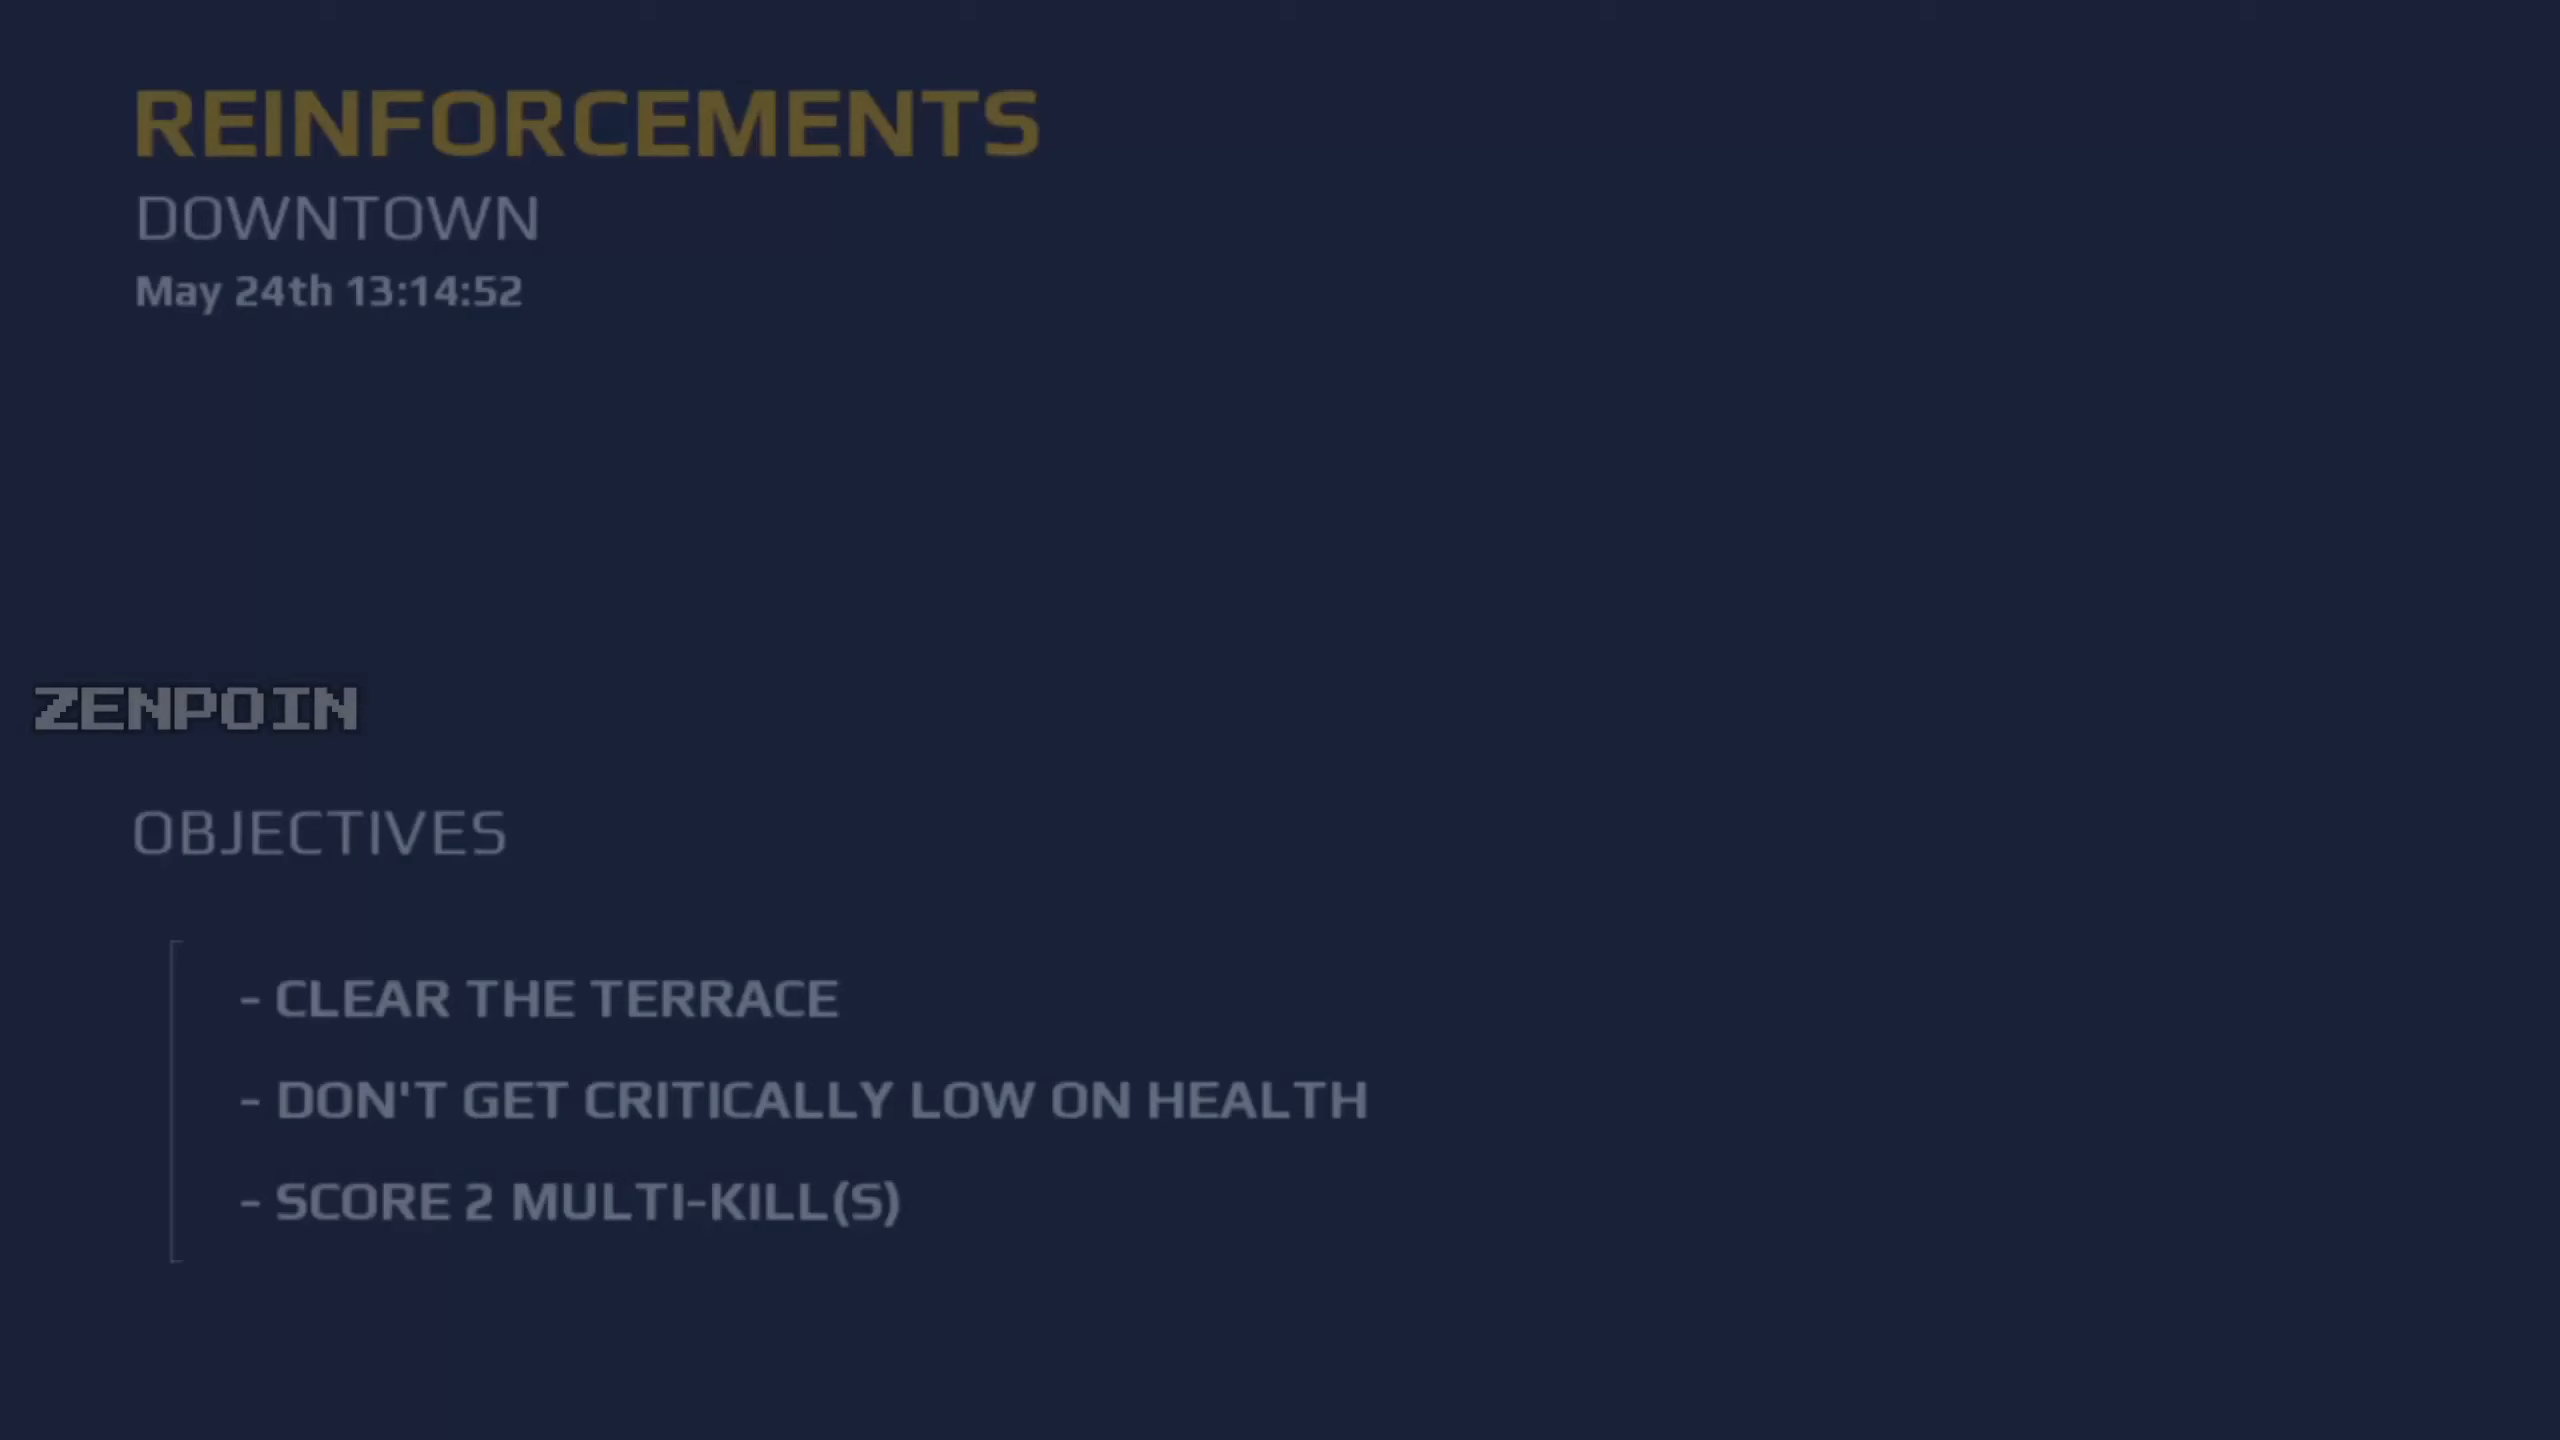 REINFORCEMENTS
DOWNTOWN
May 24th 13:14:52
ZENPOIN
OBJECTIVES
- CLEAR THE TERRACE
- DON'T GET CRITICALLY LOW ON HEALTH
- SCORE 2 MULTI-KILL(S)